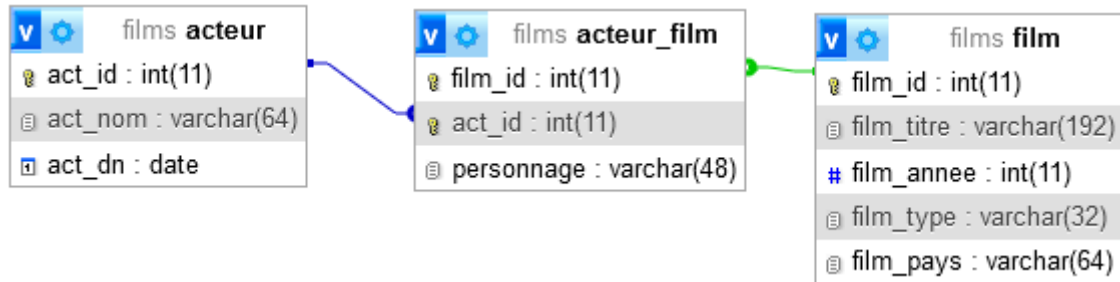 v films acteur
act_id : int(11)
act_nom : varchar(64)
act_dn : date
v films acteur_film
film_id : int(11)
act_id : int(11)
personnage : varchar(48)
v films film
film_id : int(11)
film_titre : varchar(192)
# film_annee : int(11)
film_type : varchar(32)
film_pays : varchar(64)